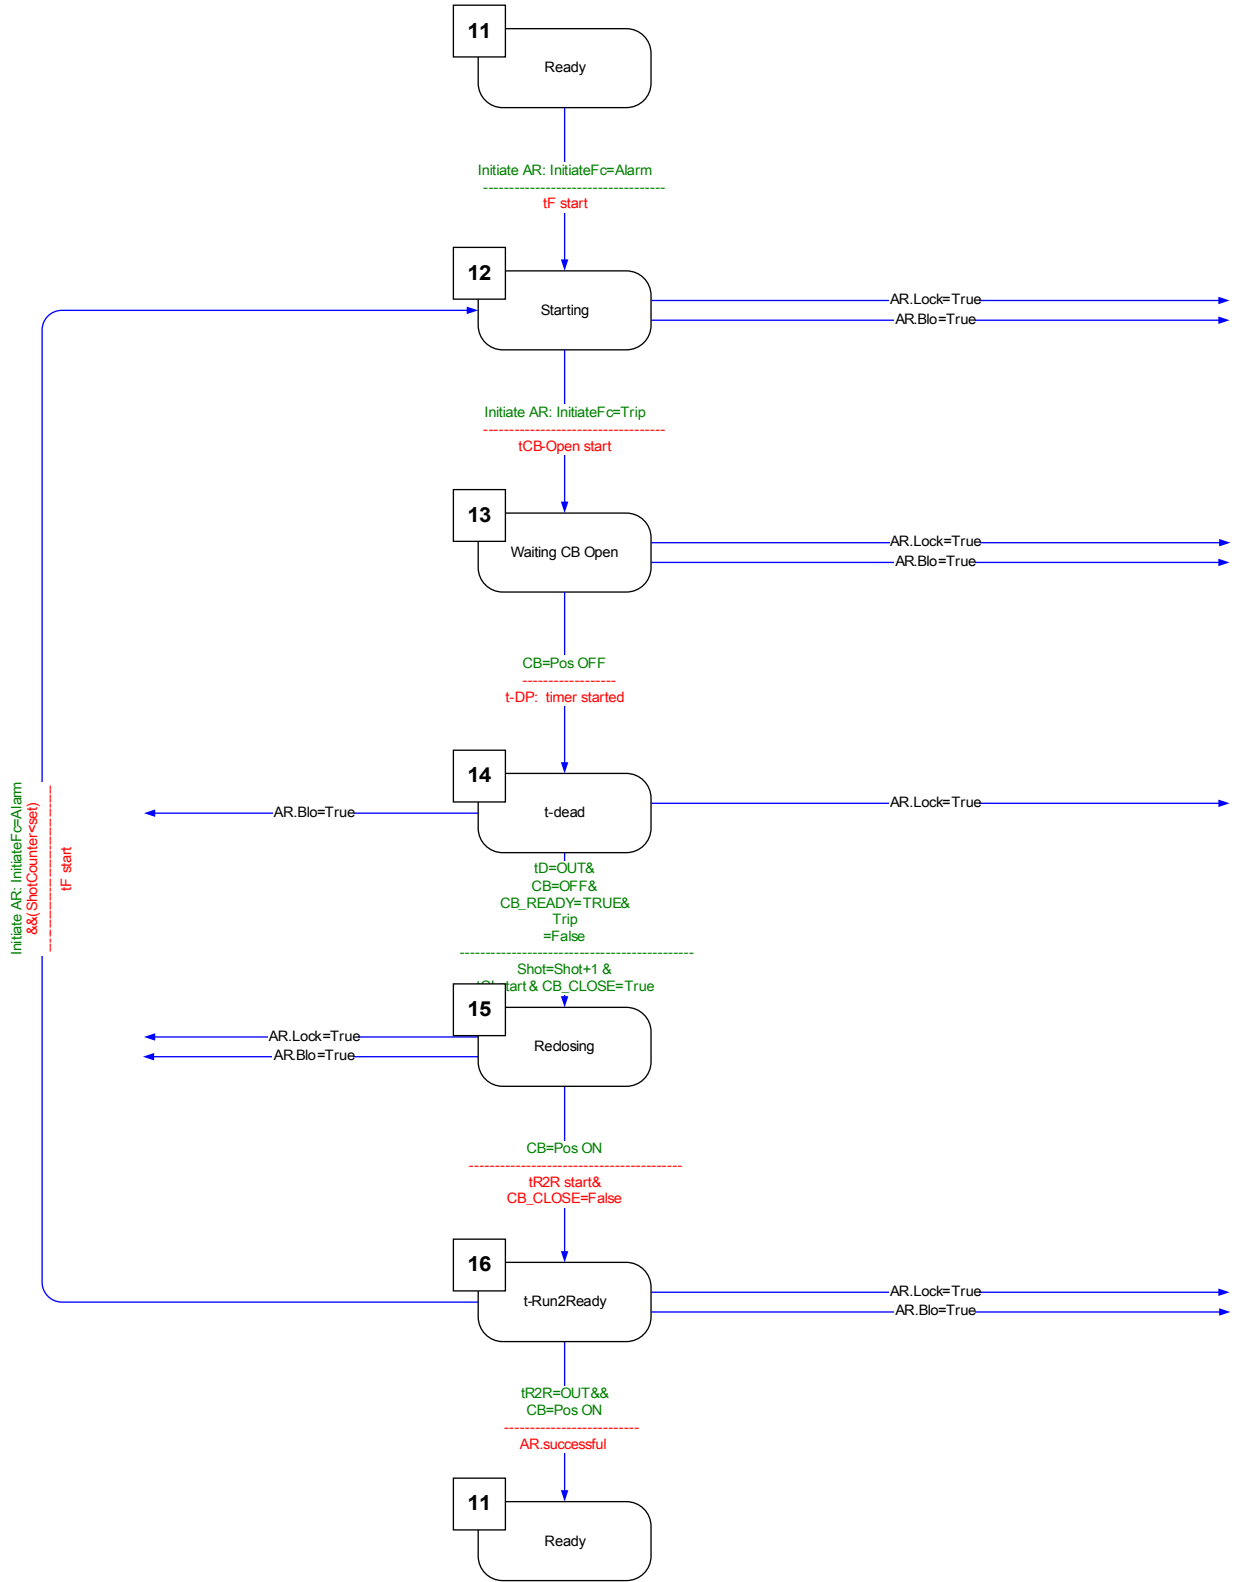 11
Ready
Initiate AR: InitiateFc=Alarm
tF start
12
Starting
AR.Lock=True
AR.Blo=True
Initiate AR: InitiateFc=Trip
tCB-Open start
13
Waiting CB Open
AR.Lock=True
AR.Blo=True
CB=Pos OFF
t-DP: timer started
14
t-dead
AR.Blo=True
AR.Lock=True
Initiate AR: InitiateFc=Alarm
&&(ShotCounter<set)
tF start
tD=OUT&
CB=OFF&
CB_READY=TRUE&
Trip
=False
Shot=Shot+1 &
start & CB_CLOSE=True
15
Reclosing
AR.Lock=True
AR.Blo=True
CB=Pos ON
tR2R start&
CB_CLOSE=False
16
t-Run2Ready
AR.Lock=True
AR.Blo=True
tR2R=OUT&&
CB=Pos ON
AR.successful
11
Ready